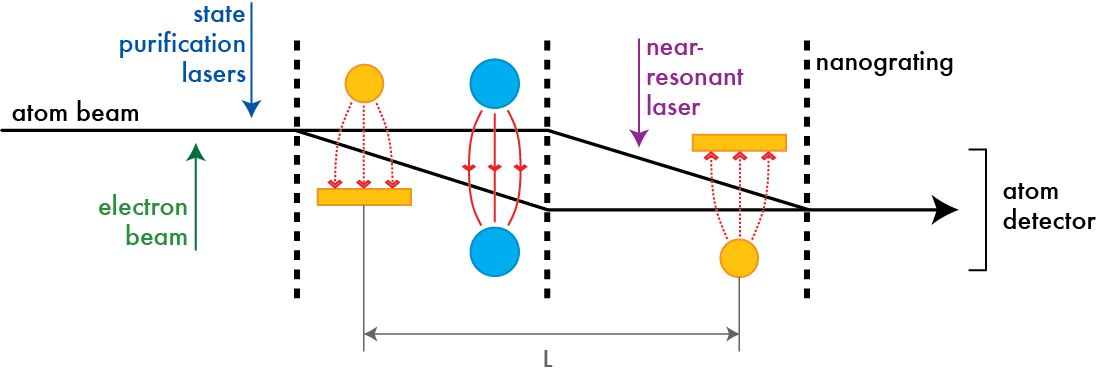 state
purification
lasers
atom beam
electron
beam
near-
resonant
laser
nanograting
atom
detector
L